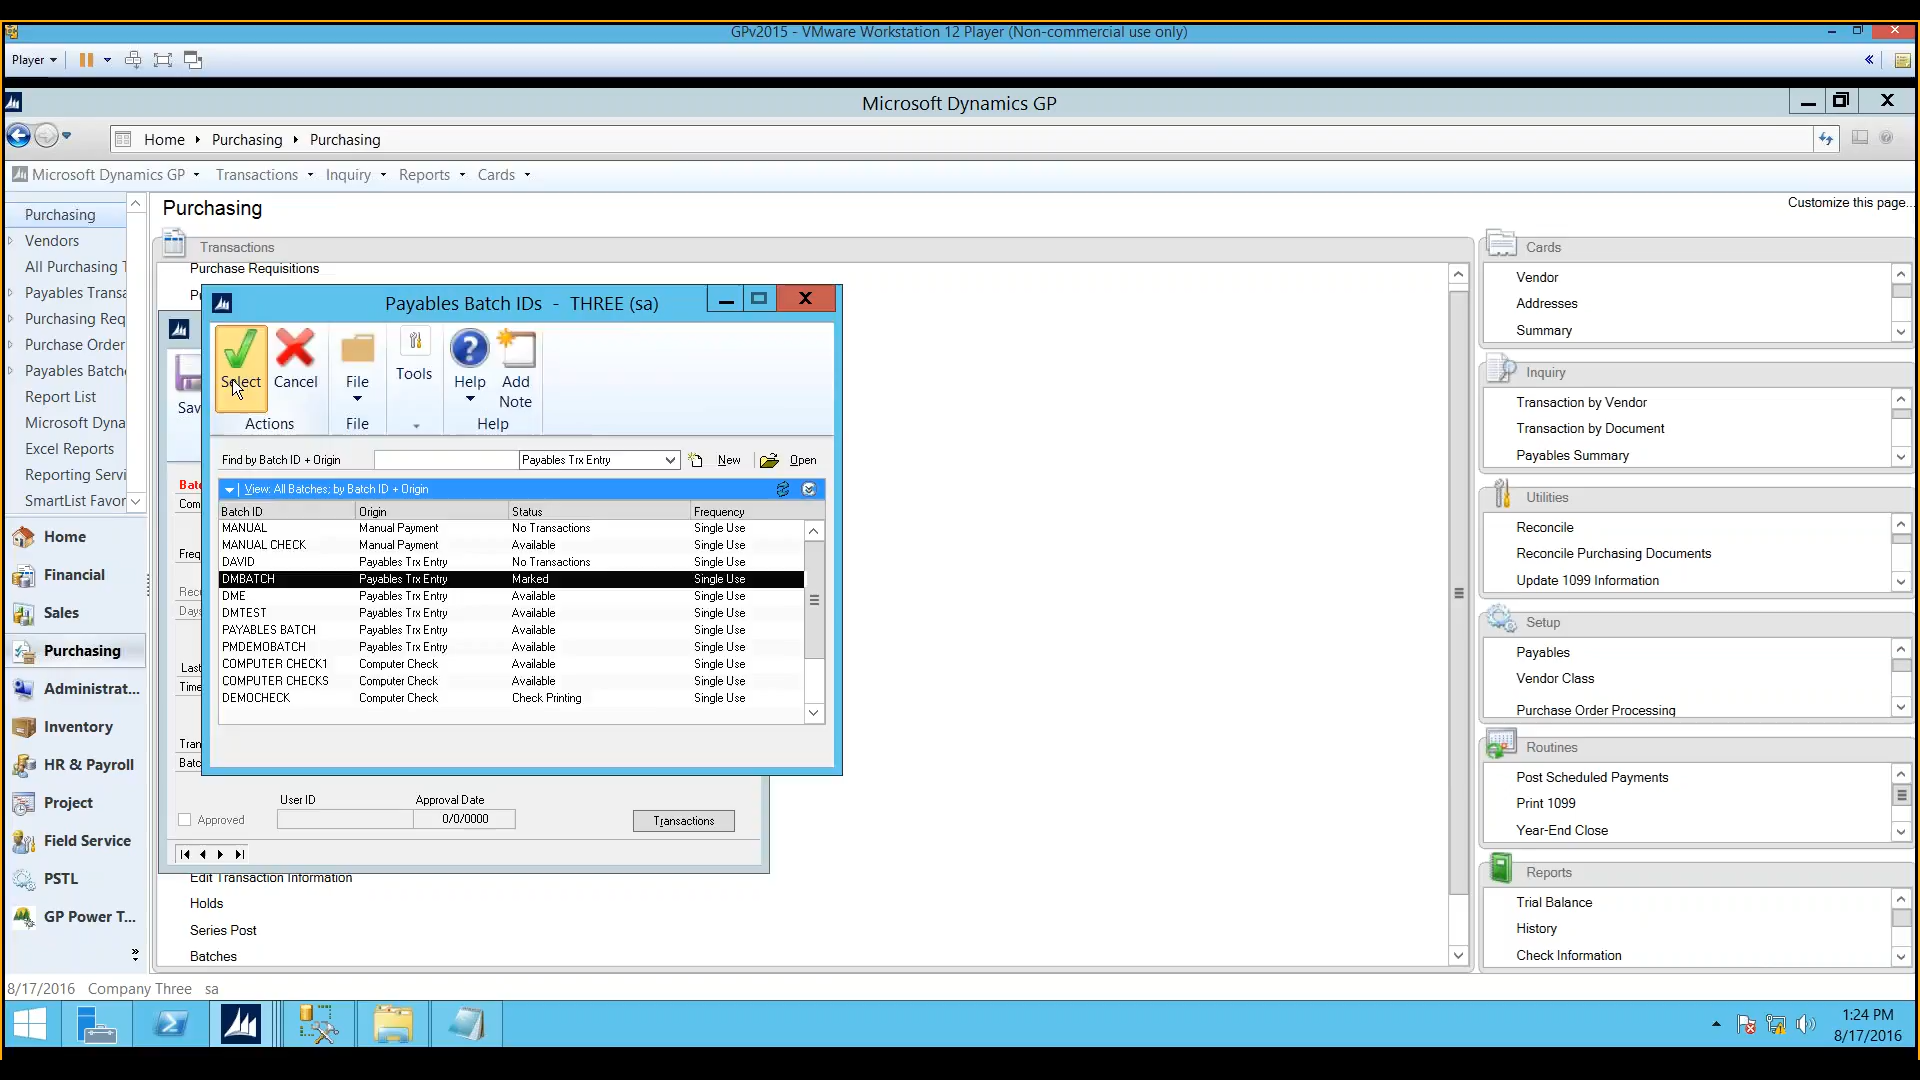 GPv2015 - VMware Workstation 12 Player (Non-commercial use only)
Player
Microsoft Dynamics GP
Home Purchasing Purchasing
Microsoft Dynamics GP Transactions Inquiry Reports Cards
Purchasing
Vendors
All Purchasing T
Payables Transa
Purchasing Req
Purchase Order
Payables Batche
Report List
Microsoft Dyna
Excel Reports
Reporting Servi
SmartList Favor
Home
Financial
Sales
Purchasing
Administrat...
Inventory
HR & Payroll
Project
Field Service
PSTL
GP Power T...
Purchasing
Customize this page...
Transactions
Purchase Requisitions
Payables Batch IDs - THREE (sa)
Select Cancel File Tools Help Add Note
Actions File Help
Find by Batch ID + Origin Payables Trx Entry New Open
View: All Batches; by Batch ID + Origin
Batch ID Origin Status Frequency
MANUAL Manual Payment No Transactions Single Use
MANUAL CHECK Manual Payment Available Single Use
DAVID Payables Trx Entry No Transactions Single Use
DMBATCH Payables Trx Entry Marked Single Use
DME Payables Trx Entry Available Single Use
DMTEST Payables Trx Entry Available Single Use
PAYABLES BATCH Payables Trx Entry Available Single Use
PMDEMOBATCH Payables Trx Entry Available Single Use
COMPUTER CHECK1 Computer Check Available Single Use
COMPUTER CHECKS Computer Check Available Single Use
DEMOCHECK Computer Check Check Printing Single Use
Sav
Batc
Com
Freq
Recu
Days
Last
Time
Tran
Batc
User ID Approval Date
Approved 0/0/0000 Transactions
Edit Transaction Information
Holds
Series Post
Batches
Cards
Vendor
Addresses
Summary
Inquiry
Transaction by Vendor
Transaction by Document
Payables Summary
Utilities
Reconcile
Reconcile Purchasing Documents
Update 1099 Information
Setup
Payables
Vendor Class
Purchase Order Processing
Routines
Post Scheduled Payments
Print 1099
Year-End Close
Reports
Trial Balance
History
Check Information
8/17/2016 Company Three sa
1:24 PM
8/17/2016